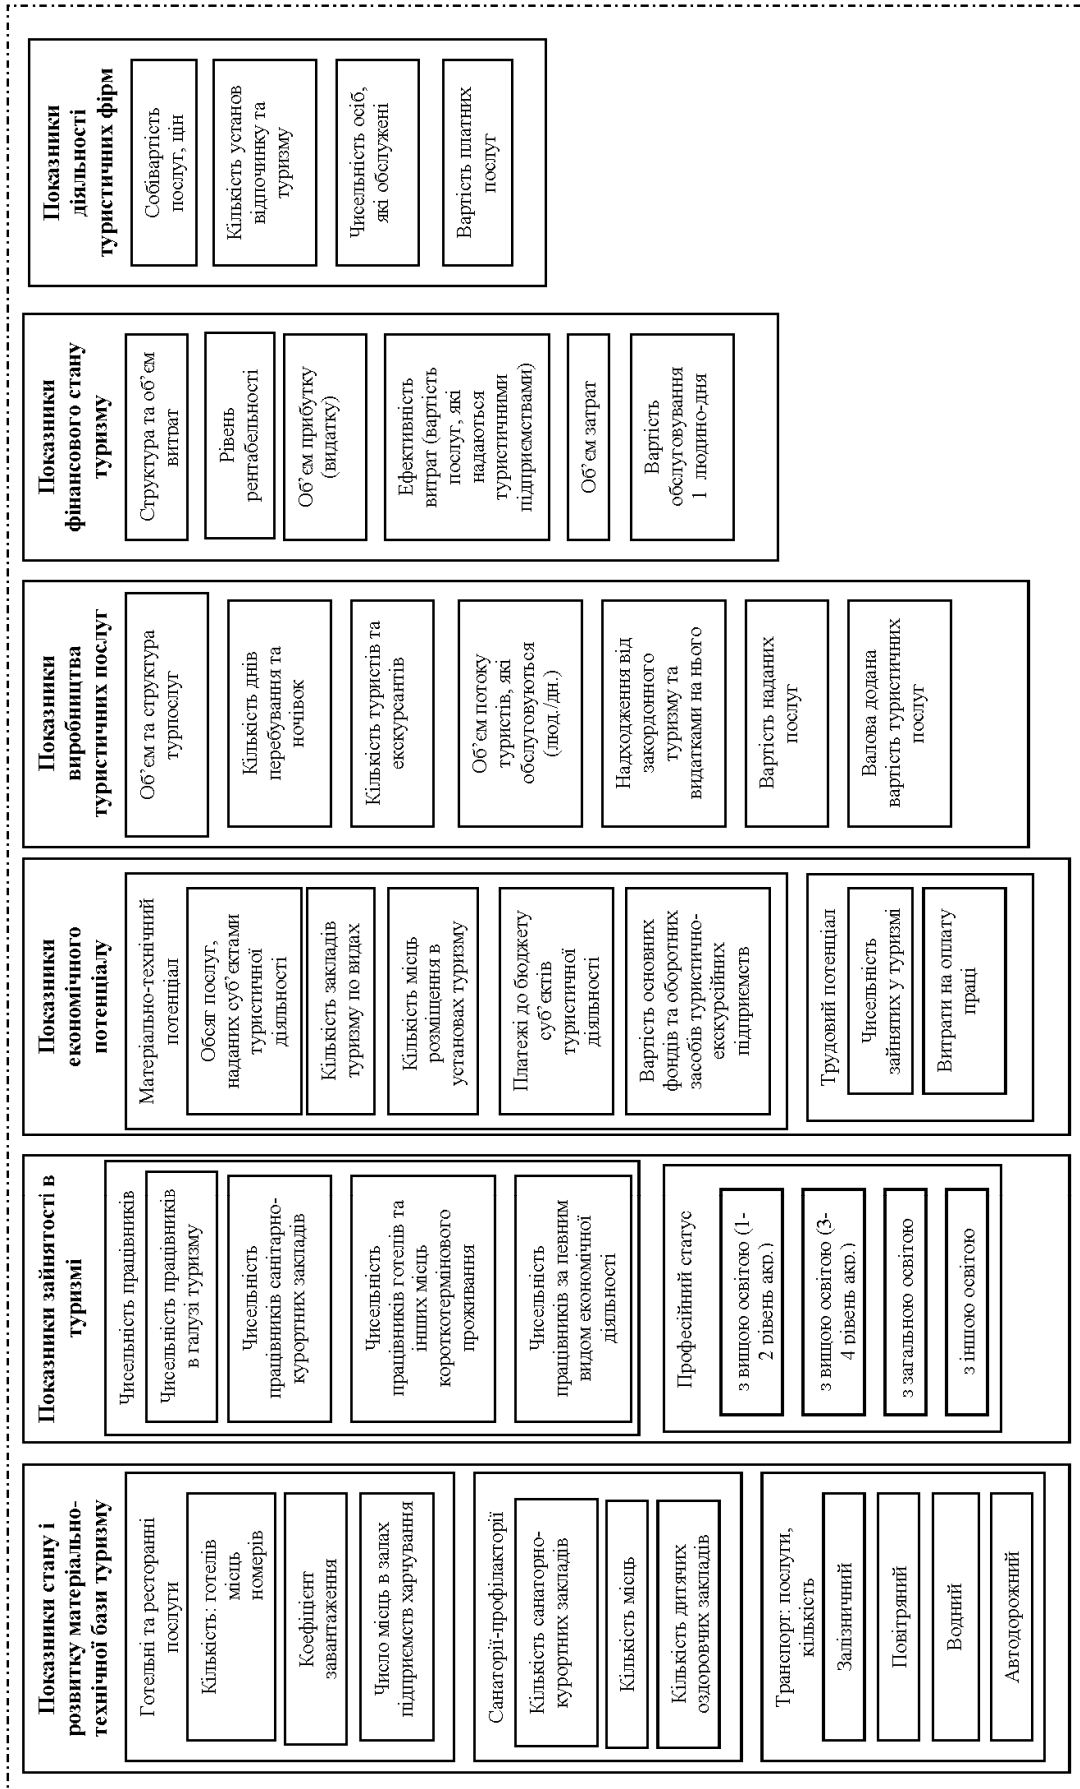 Показники стану і
розвитку матеріально-
технічної бази туризму
Готельні та ресторанні
послуги
Кількість: готелів
місць
номерів
Коефіцієнт
завантаження
Число місць в залах
підприємств харчування
Санаторії-профілакторії
Кількість санаторно-
курортних закладів
Кількість місць
Кількість дитячих
оздоровчих закладів
Транспорт: послуги,
кількість
Залізничний
Повітряний
Водний
Автодорожний
Показники зайнятості в
туризмі
Чисельність працівників
Чисельність працівників
в галузі туризму
Чисельність
працівників санітарно-
курортних закладів
Чисельність
працівників готелів та
інших місць
короткотермінового
проживання
Чисельність
працівників за певним
видом економічної
діяльності
Професійний статус
з вищою освітою (1-
2 рівень акр.)
з вищою освітою (3-
4 рівень акр.)
з загальною освітою
з іншою освітою
Показники
економічного
потенціалу
Матеріально-технічний
потенціал
Обсяг послуг,
наданих суб’єктами
туристичної
діяльності
Кількість закладів
туризму по видах
Кількість місць
розміщення в
установах туризму
Платежі до бюджету
суб’єктів
туристичної
діяльності
Вартість основних
фондів та оборотних
засобів туристично-
екскурсійних
підприємств
Трудовий потенціал
Чисельність
зайнятих у туризмі
Витрати на оплату
праці
Показники
виробництва
туристичних послуг
Об’єм та структура
турпослуг
Кількість днів
перебування та
ночівок
Кількість туристів та
екскурсантів
Об’єм потоку
туристів, які
обслуговуються
(люд./дн.)
Надходження від
закордонного
туризму та
видатками на нього
Вартість наданих
послуг
Валова додана
вартість туристичних
послуг
Показники
фінансового стану
туризму
Структура та об’єм
витрат
Рівень
рентабельності
Об’єм прибутку
(видатку)
Ефективність
витрат (вартість
послуг, які
надаються
туристичними
підприємствами)
Об’єм затрат
Вартість
обслуговування
1 людино-дня
Показники
діяльності
туристичних фірм
Собівартість
послуг, цін
Кількість установ
відпочинку та
туризму
Чисельність осіб,
які обслужені
Вартість платних
послуг